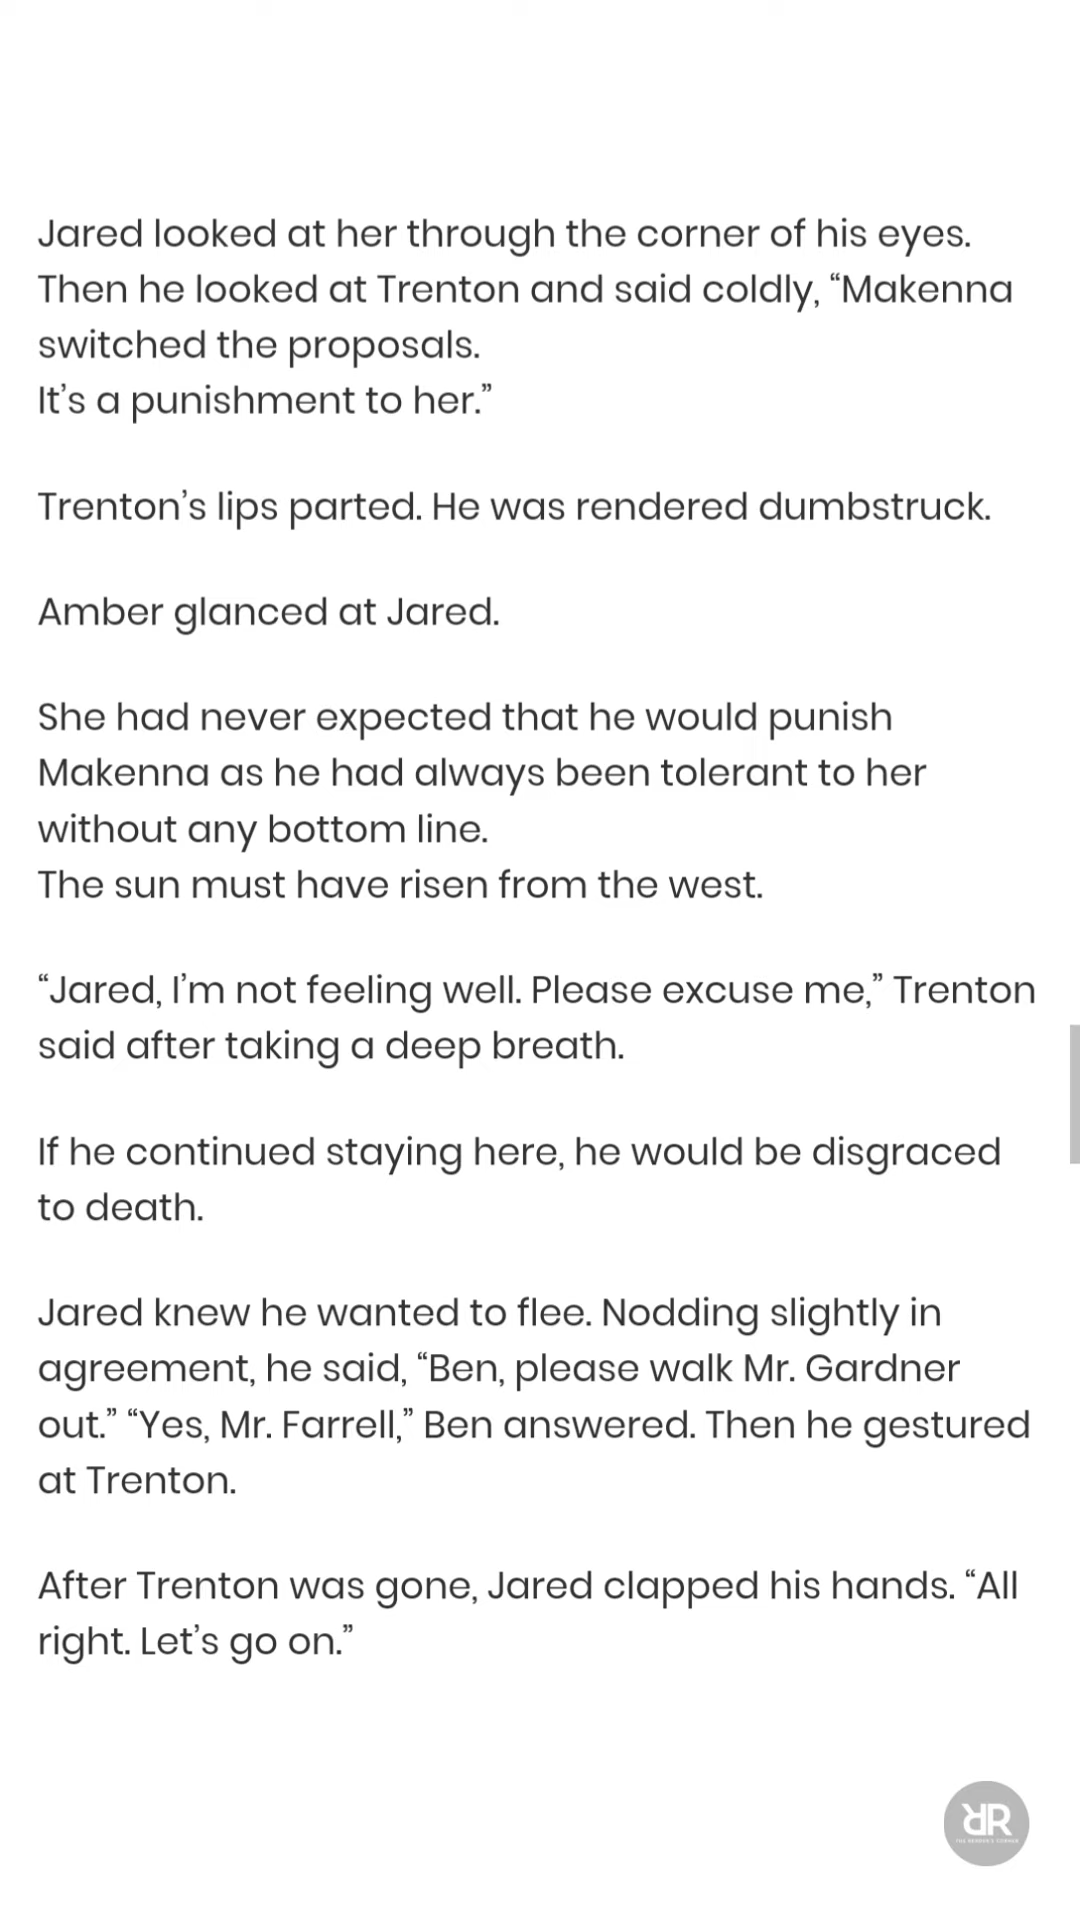 Jared looked at her through the corner of his eyes.
Then he looked at Trenton and said coldly, “Makenna
switched the proposals.
It’s a punishment to her.”
Trenton’s lips parted. He was rendered dumbstruck.
Amber glanced at Jared.
She had never expected that he would punish
Makenna as he had always been tolerant to her
without any bottom line.
The sun must have risen from the west.
“Jared, I’m not feeling well. Please excuse me,” Trenton
said after taking a deep breath.
If he continued staying here, he would be disgraced
to death.
Jared knew he wanted to flee. Nodding slightly in
agreement, he said, “Ben, please walk Mr. Gardner
out.” “Yes, Mr. Farrell,” Ben answered. Then he gestured
at Trenton.
After Trenton was gone, Jared clapped his hands. “All
right. Let’s go on.”
RR
THE READER'S CORNER